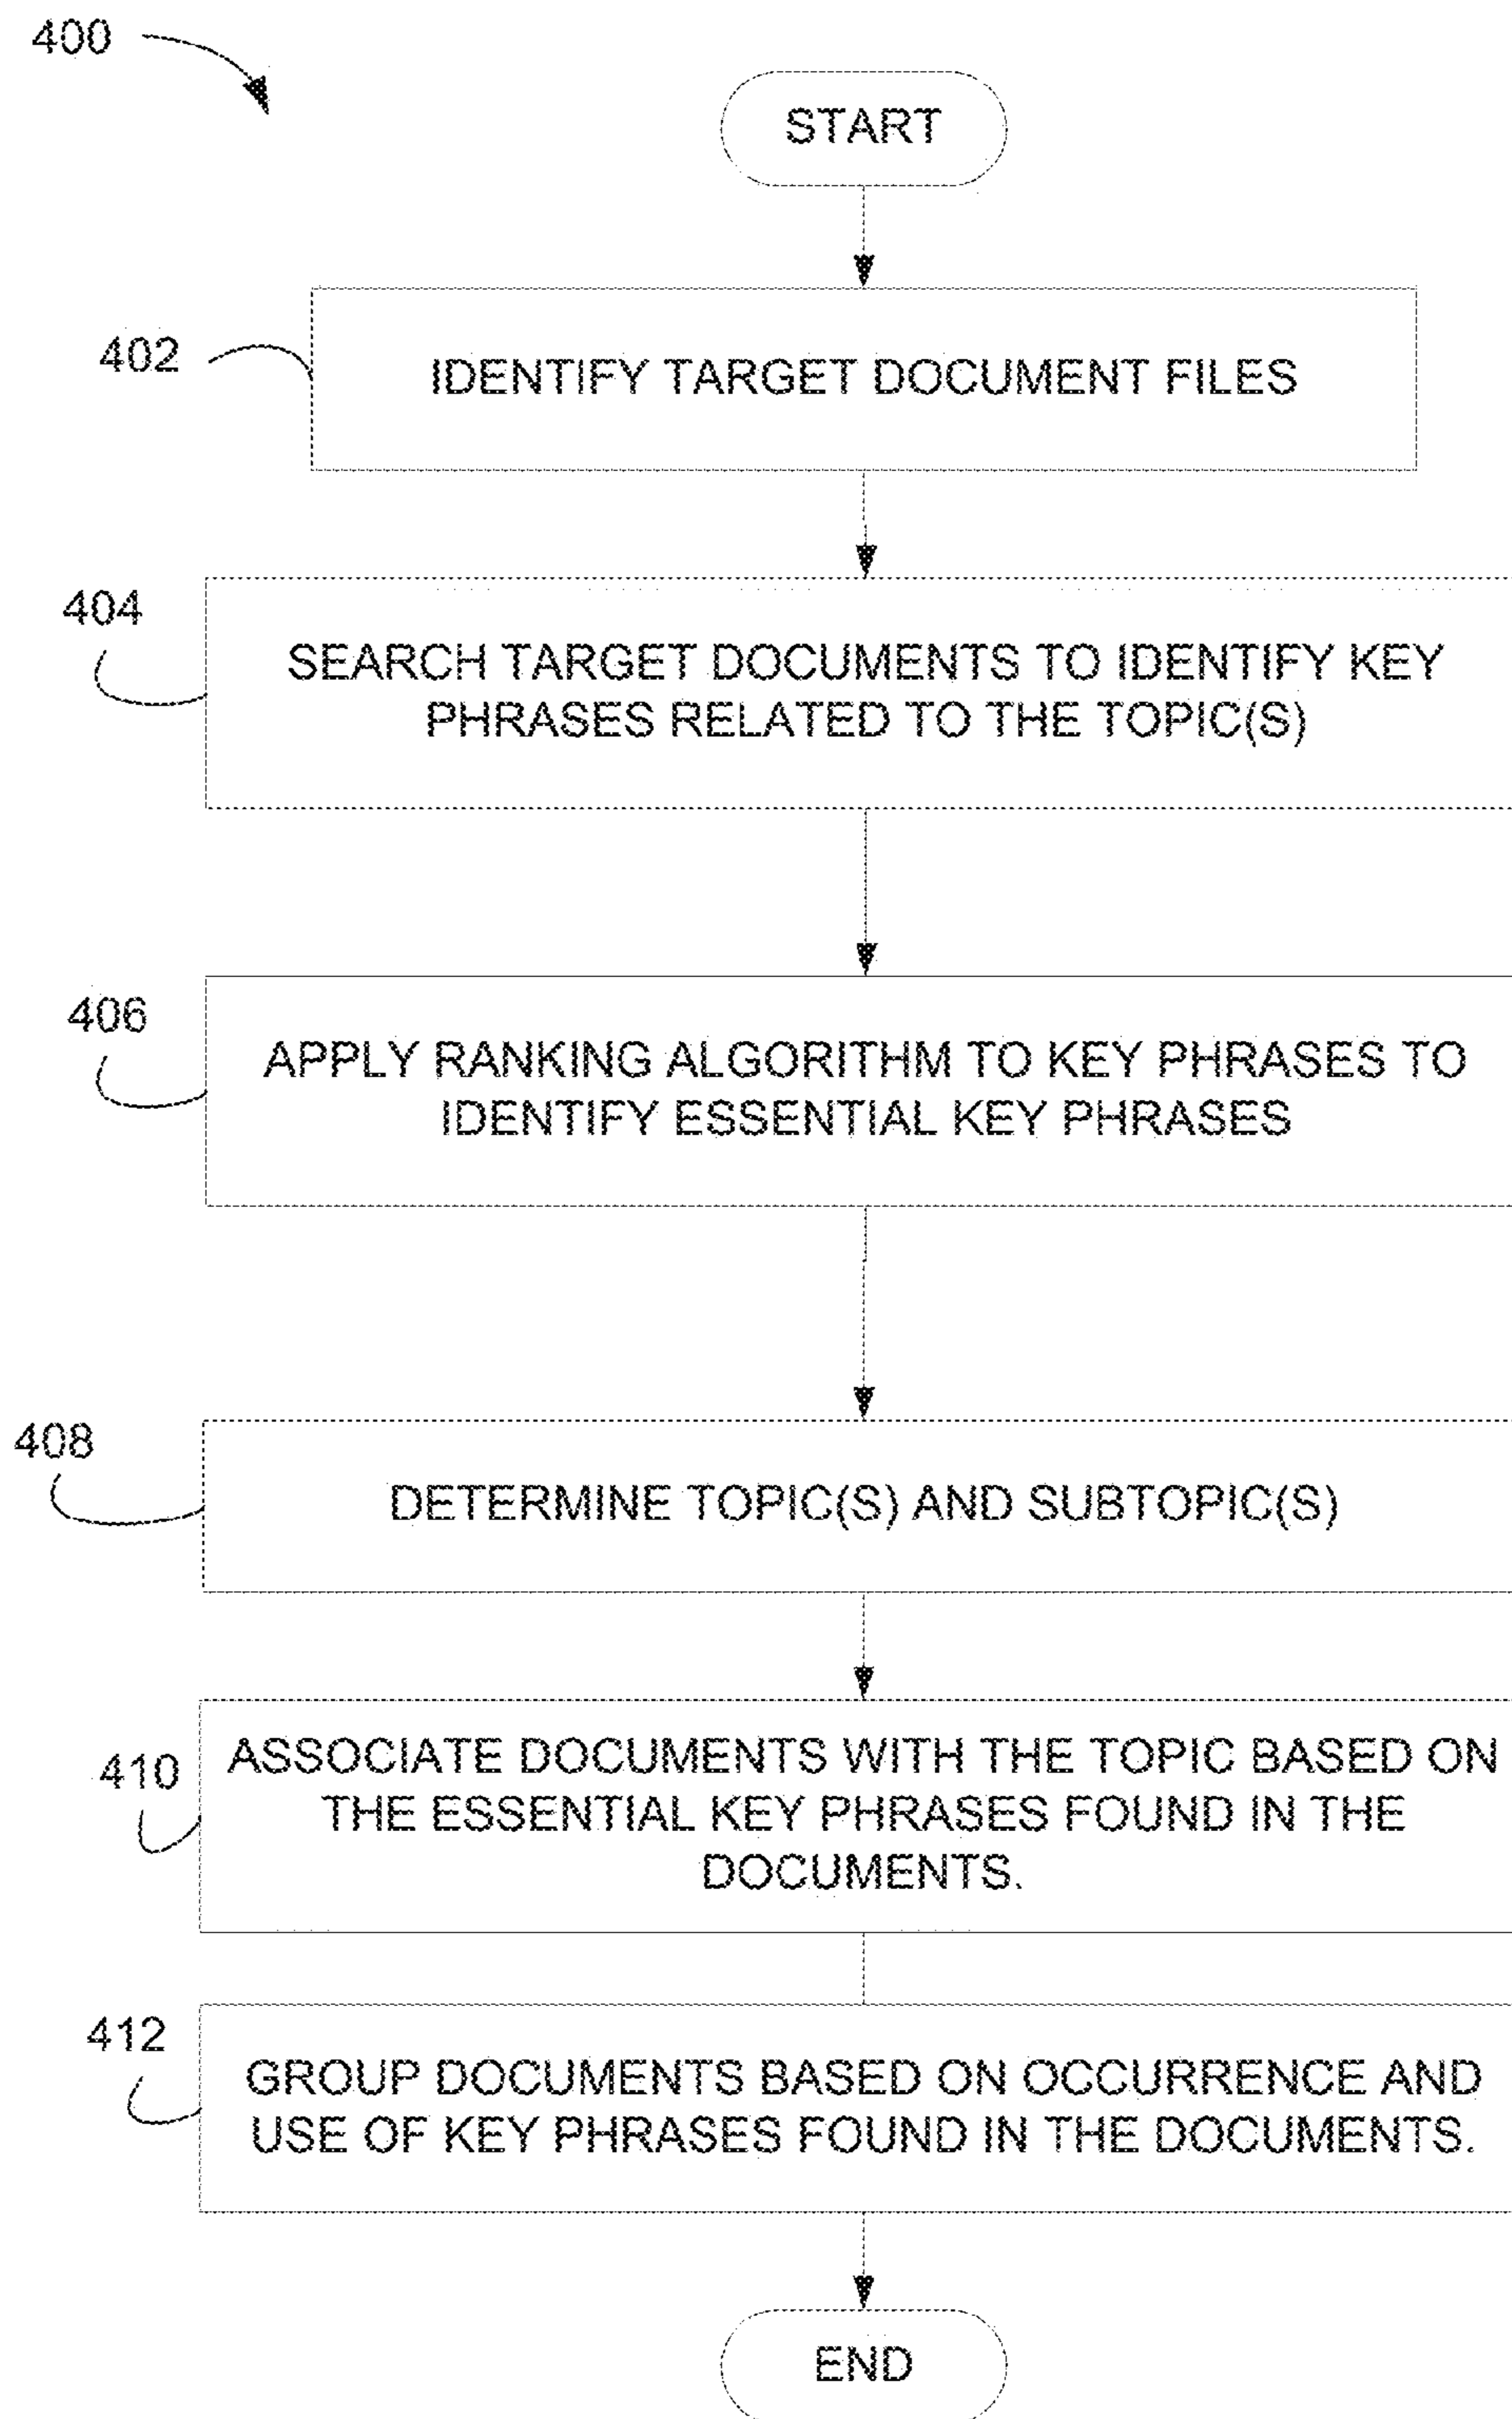 400
START
402
IDENTIFY TARGET DOCUMENT FILES
404
SEARCH TARGET DOCUMENTS TO IDENTIFY KEY
PHRASES RELATED TO THE TOPIC(S)
406
APPLY RANKING ALGORITHM TO KEY PHRASES TO
IDENTIFY ESSENTIAL KEY PHRASES
408
DETERMINE TOPIC(S) AND SUBTOPIC(S)
410
ASSOCIATE DOCUMENTS WITH THE TOPIC BASED ON
THE ESSENTIAL KEY PHRASES FOUND IN THE
DOCUMENTS.
412
GROUP DOCUMENTS BASED ON OCCURRENCE AND
USE OF KEY PHRASES FOUND IN THE DOCUMENTS.
END